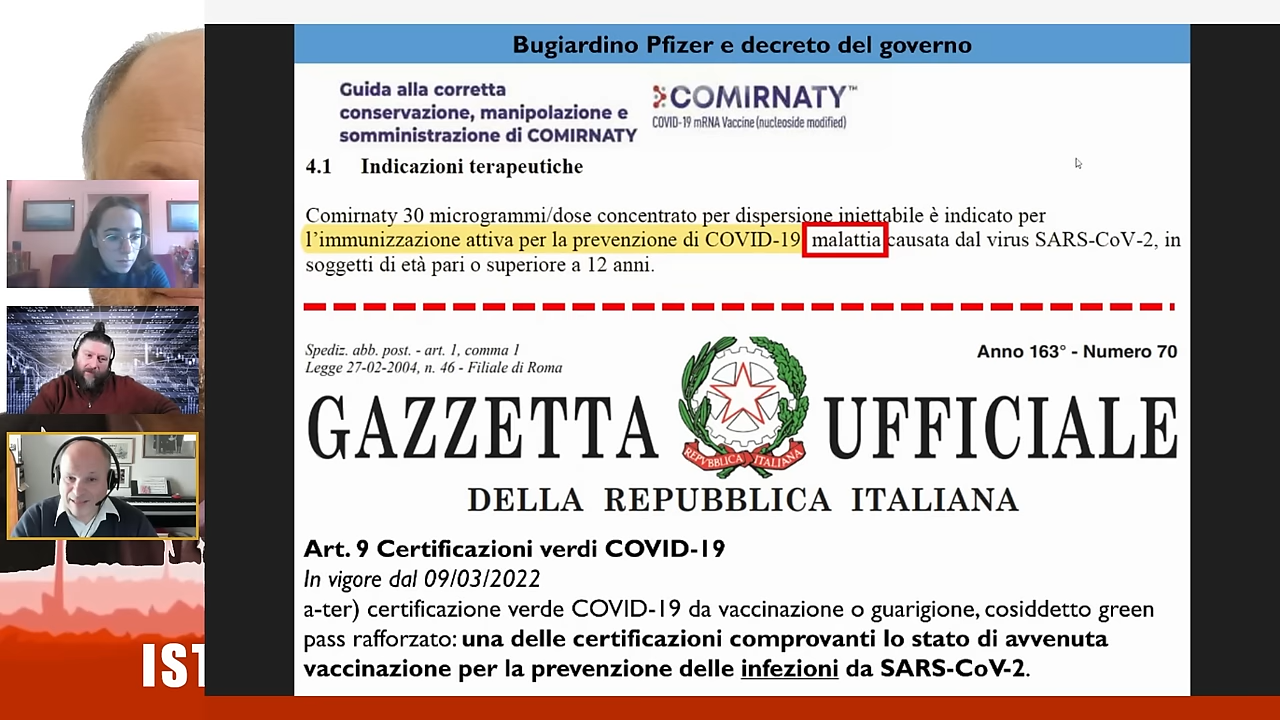 Bugiardino Pfizer e decreto del governo
Guida alla corretta
conservazione, manipolazione e
somministrazione di COMIRNATY
COMIRNATY™
COVID-19 mRNA Vaccine (nucleoside modified)
4.1 Indicazioni terapeutiche
Comirnaty 30 microgrammi/dose concentrato per dispersione iniettabile è indicato per
l'immunizzazione attiva per la prevenzione di COVID-19 malattia causata dal virus SARS-CoV-2, in
soggetti di età pari o superiore a 12 anni.
Spediz. abb. post. - art. 1, comma 1
Legge 27-02-2004, n. 46 - Filiale di Roma
Anno 163° - Numero 70
GAZZETTA UFFICIALE
REPVBBLICA ITALIANA
DELLA REPUBBLICA ITALIANA
Art. 9 Certificazioni verdi COVID-19
In vigore dal 09/03/2022
a-ter) certificazione verde COVID-19 da vaccinazione o guarigione, cosiddetto green
pass rafforzato: una delle certificazioni comprovanti lo stato di avvenuta
vaccinazione per la prevenzione delle infezioni da SARS-CoV-2.
IST